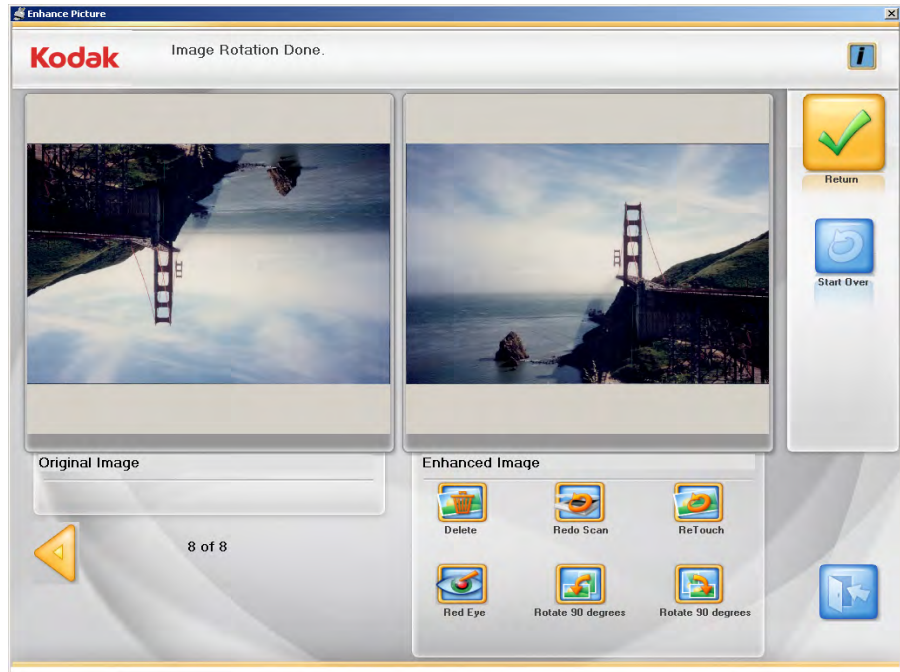 Enhance Picture
Kodak
Image Rotation Done.
i
Return
Start Over
Original Image
Enhanced Image
Delete
Redo Scan
ReTouch
8 of 8
Red Eye
Rotate 90 degrees
Rotate 90 degrees